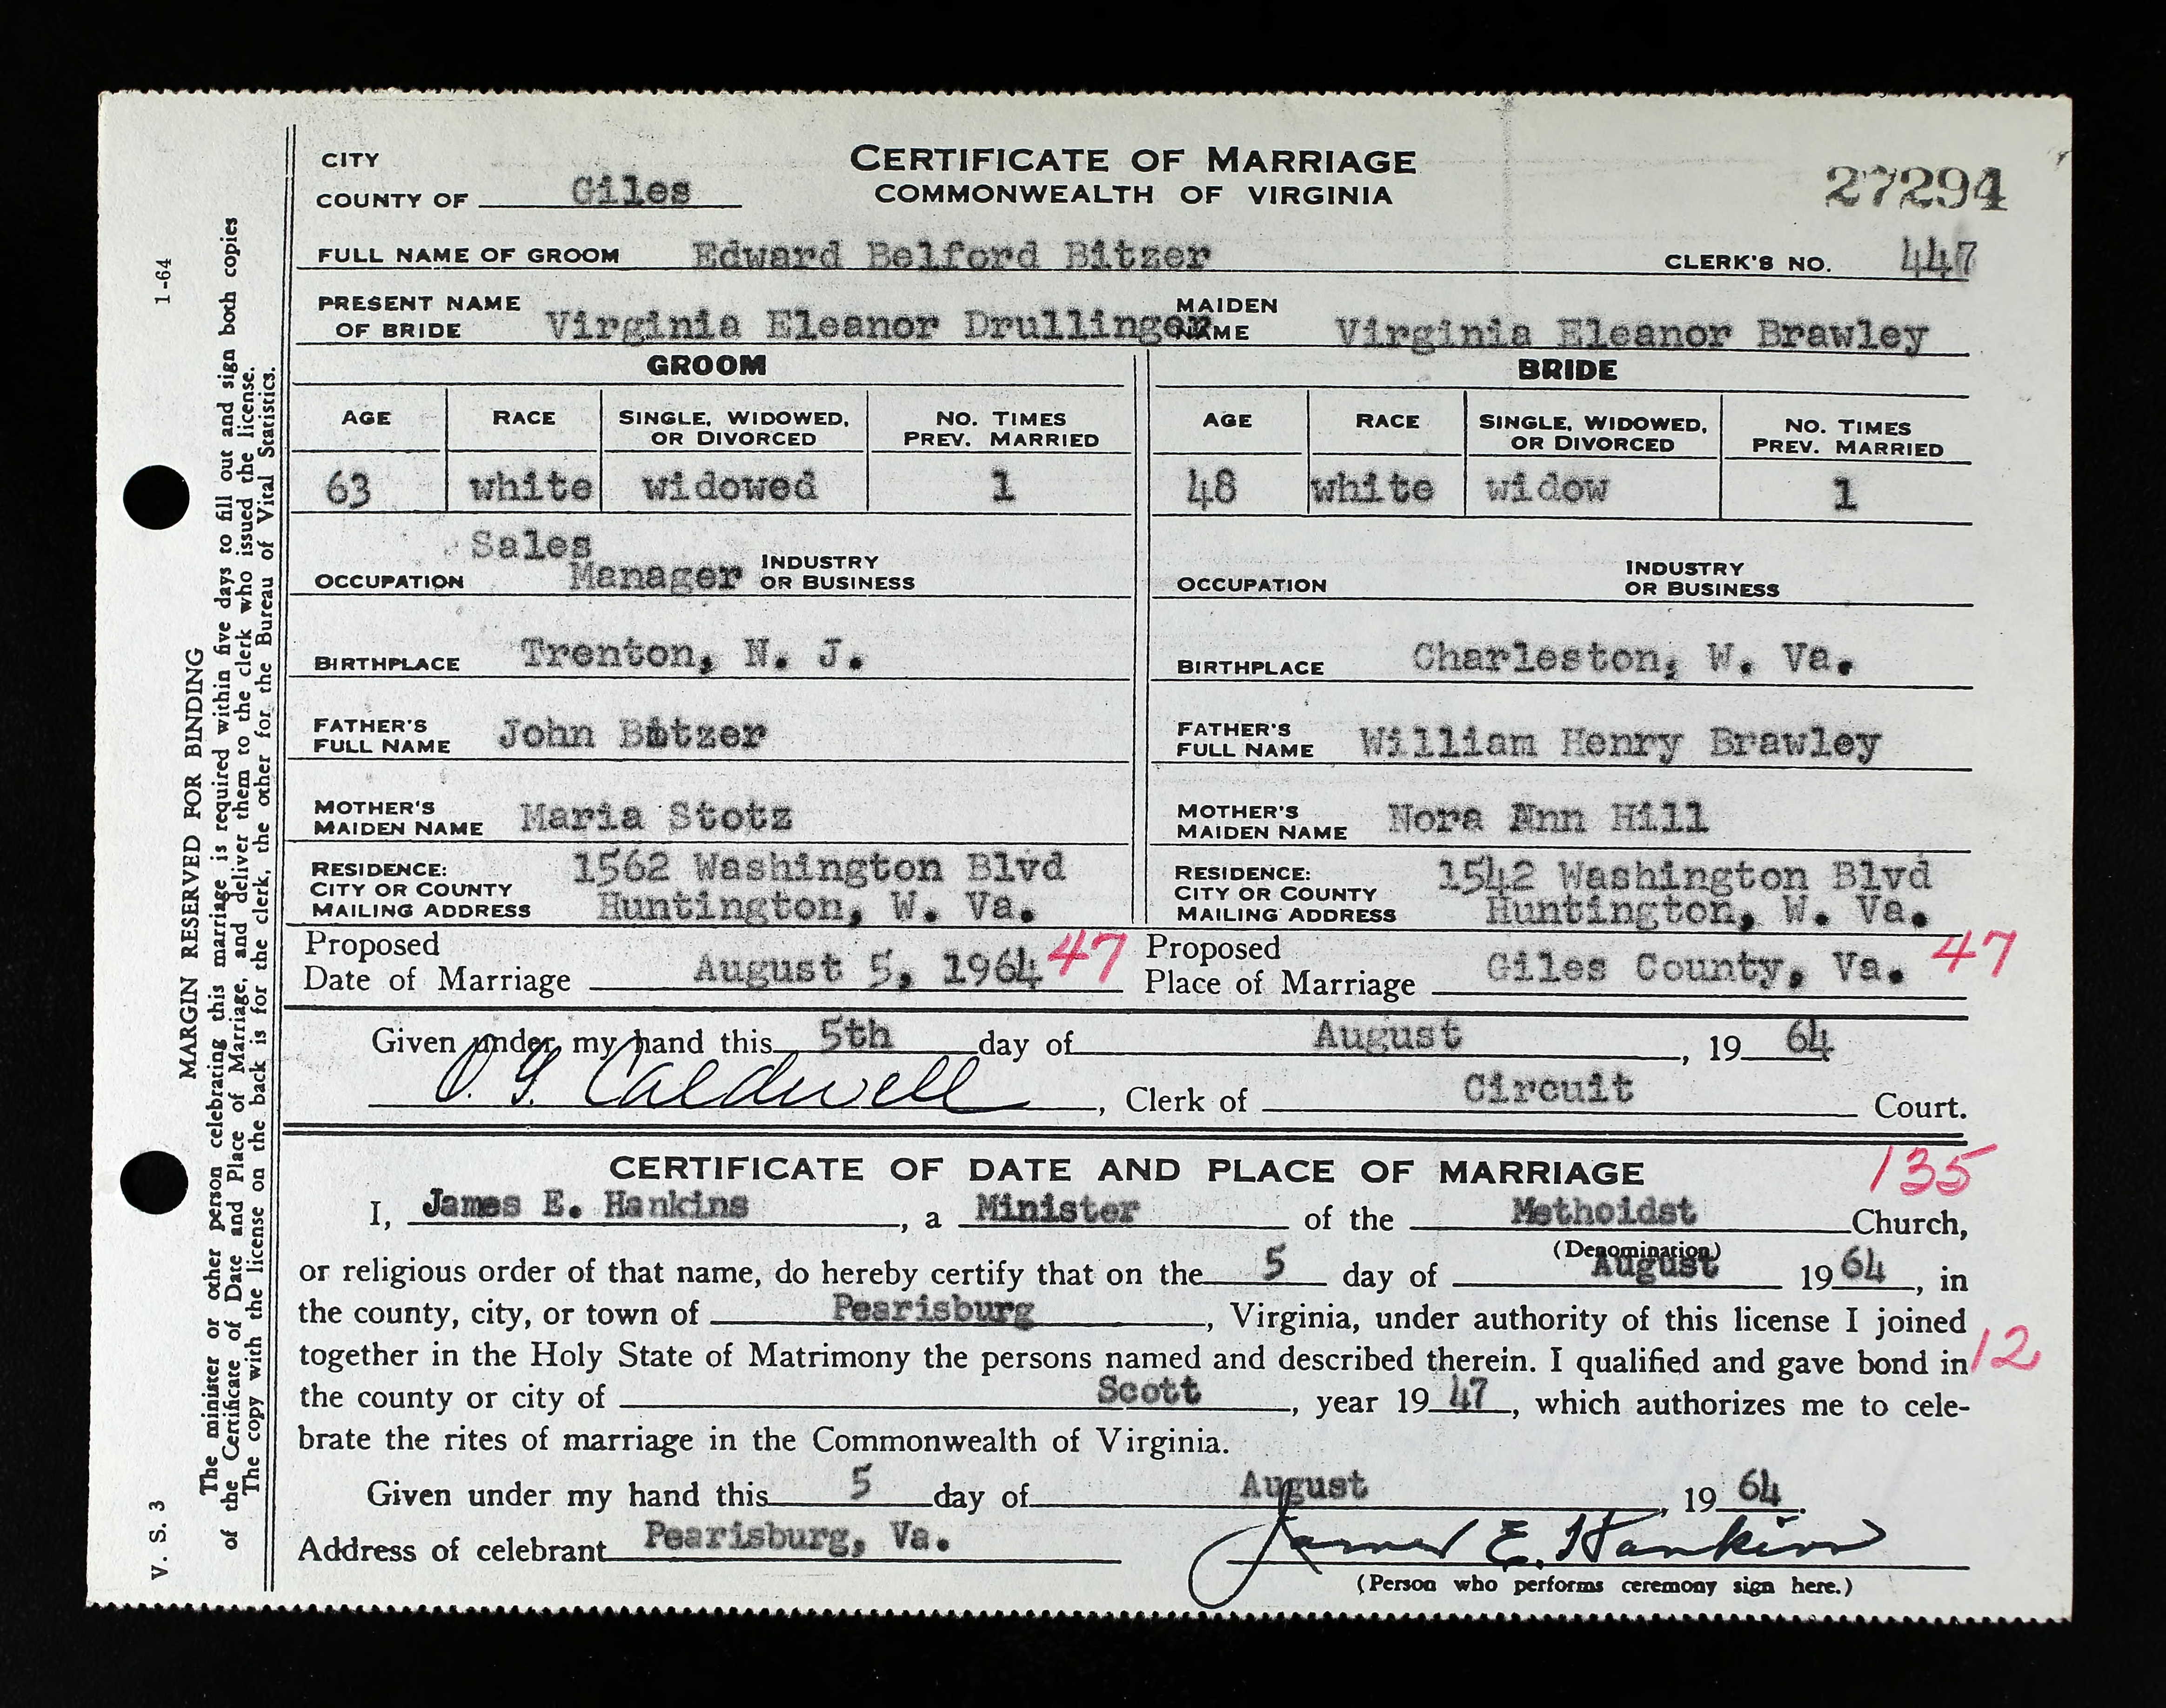 CITY
COUNTY OF Giles
CERTIFICATE OF MARRIAGE
COMMONWEALTH OF VIRGINIA
27294
FULL NAME OF GROOM Edward Belford Bitzer CLERK'S NO. 447
PRESENT NAME OF BRIDE Virginia Eleanor Drullinger MAIDEN NAME Virginia Eleanor Brawley
GROOM BRIDE
AGE RACE SINGLE, WIDOWED, OR DIVORCED NO. TIMES PREV. MARRIED AGE RACE SINGLE, WIDOWED, OR DIVORCED NO. TIMES PREV. MARRIED
63 white widowed 1 48 white widow 1
OCCUPATION Sales Manager INDUSTRY OR BUSINESS OCCUPATION INDUSTRY OR BUSINESS
BIRTHPLACE Trenton, N. J. BIRTHPLACE Charleston, W. Va.
FATHER'S FULL NAME John Bitzer FATHER'S FULL NAME William Henry Brawley
MOTHER'S MAIDEN NAME Maria Stotz MOTHER'S MAIDEN NAME Nora Ann Hill
RESIDENCE: CITY OR COUNTY MAILING ADDRESS 1562 Washington Blvd Huntington, W. Va. RESIDENCE: CITY OR COUNTY MAILING ADDRESS 1542 Washington Blvd Huntington, W. Va.
Proposed Date of Marriage August 5, 1964 47 Proposed Place of Marriage Giles County, Va. 47
Given under my hand this 5th day of August, 19 64
O. G. Caldwell, Clerk of Circuit Court.
CERTIFICATE OF DATE AND PLACE OF MARRIAGE 135
I, James E. Hankins, a Minister of the Methoidst Church,
(Denomination)
or religious order of that name, do hereby certify that on the 5 day of August 19 64, in
the county, city, or town of Pearisburg, Virginia, under authority of this license I joined
together in the Holy State of Matrimony the persons named and described therein. I qualified and gave bond in 12
the county or city of Scott, year 19 47, which authorizes me to cele-
brate the rites of marriage in the Commonwealth of Virginia.
Given under my hand this 5 day of August, 19 64.
Address of celebrant Pearisburg, Va. James E. Hankins
(Person who performs ceremony sign here.)
V. S. 3 1-64
MARGIN RESERVED FOR BINDING
The minister or other person celebrating this marriage is required within five days to fill out and sign both copies
of the Certificate of Date and Place of Marriage, and deliver them to the clerk who issued the license.
The copy with the license on the back is for the clerk, the other for the Bureau of Vital Statistics.